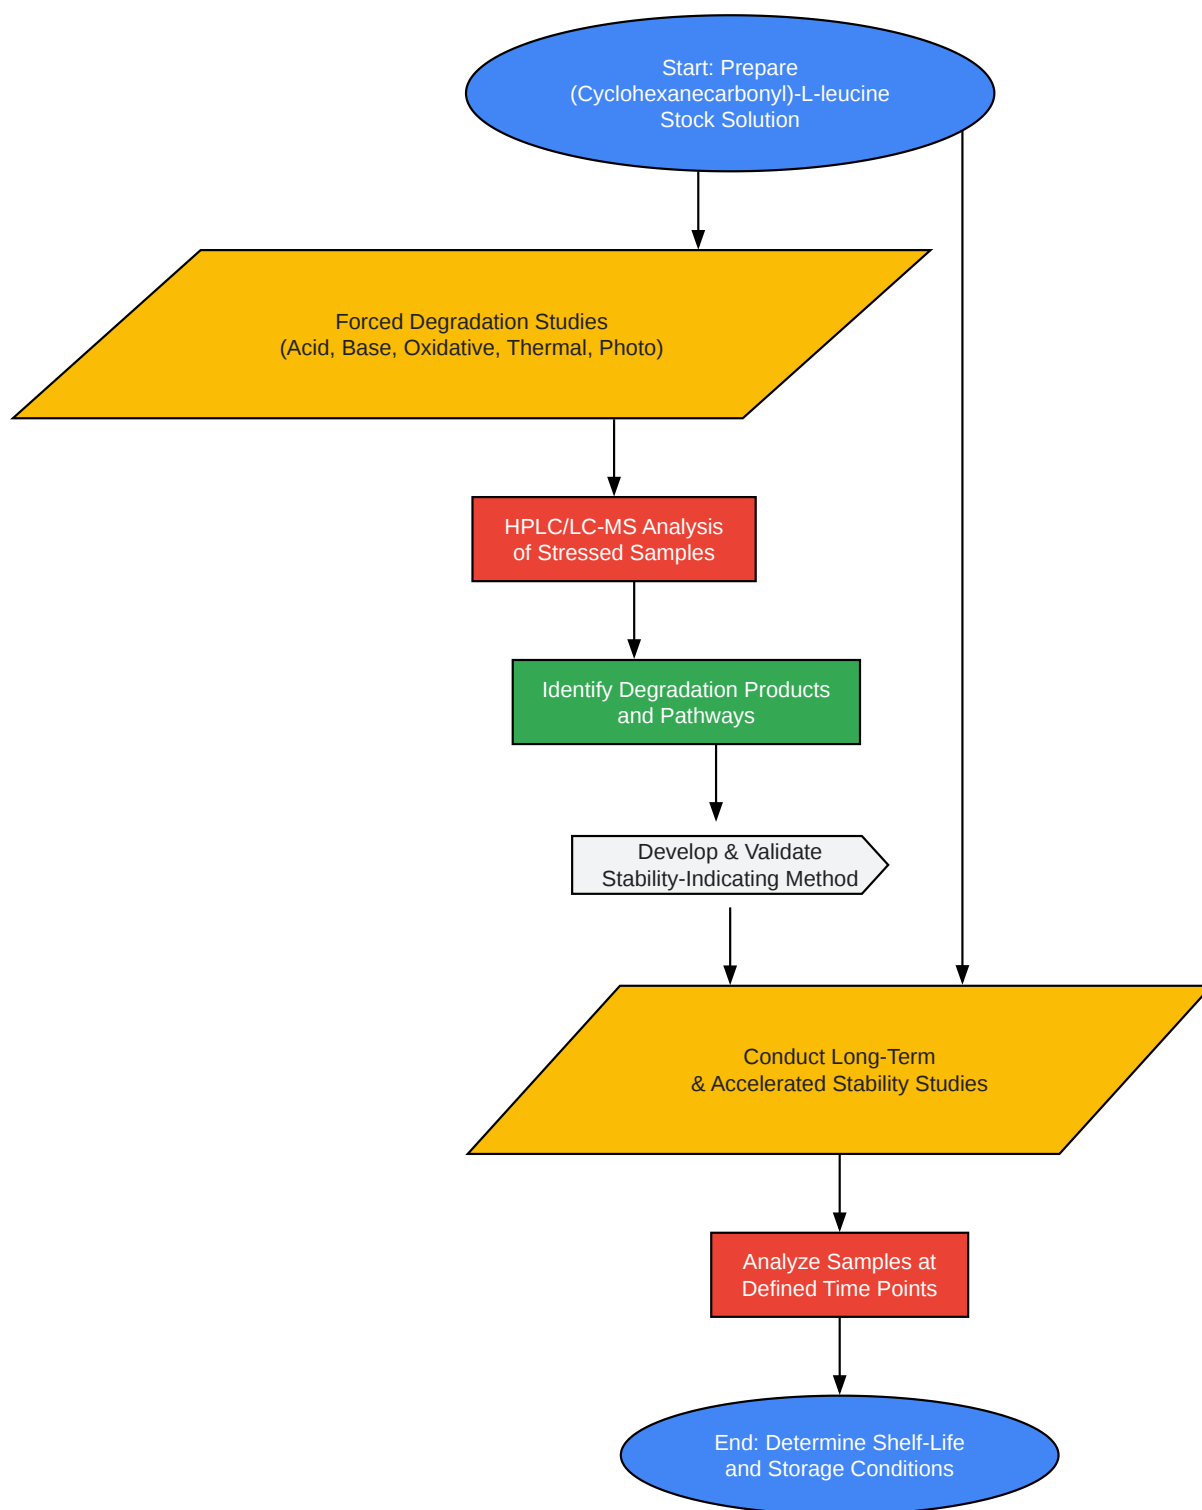 Start: Prepare
(Cyclohexanecarbonyl)-L-leucine
Stock Solution
Forced Degradation Studies
(Acid, Base, Oxidative, Thermal, Photo)
HPLC/LC-MS Analysis
of Stressed Samples
Identify Degradation Products
and Pathways
Develop & Validate
Stability-Indicating Method
Conduct Long-Term
& Accelerated Stability Studies
Analyze Samples at
Defined Time Points
End: Determine Shelf-Life
and Storage Conditions